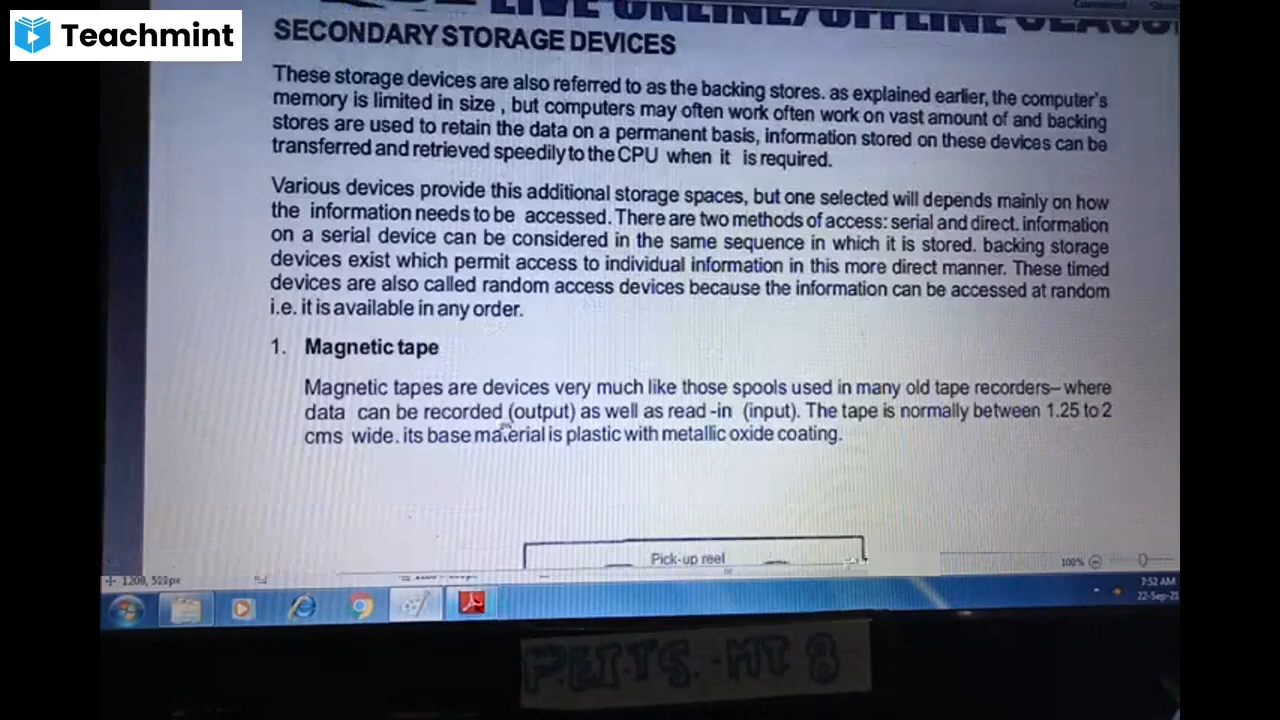 Teachmint
LIVE ONLINE/OFFLINE
SECONDARY STORAGE DEVICES
These storage devices are also referred to as the backing stores. as explained earlier, the computer's
memory is limited in size , but computers may often work often work on vast amount of and backing
stores are used to retain the data on a permanent basis, information stored on these devices can be
transferred and retrieved speedily to the CPU when it is required.
Various devices provide this additional storage spaces, but one selected will depends mainly on how
the information needs to be accessed. There are two methods of access: serial and direct. information
on a serial device can be considered in the same sequence in which it is stored. backing storage
devices exist which permit access to individual information in this more direct manner. These timed
devices are also called random access devices because the information can be accessed at random
i.e. it is available in any order.
1. Magnetic tape
Magnetic tapes are devices very much like those spools used in many old tape recorders– where
data can be recorded (output) as well as read -in (input). The tape is normally between 1.25 to 2
cms wide. its base material is plastic with metallic oxide coating.
Pick-up reel
100%
7:52 AM
22-Sep-21
PEITS.-HT 8